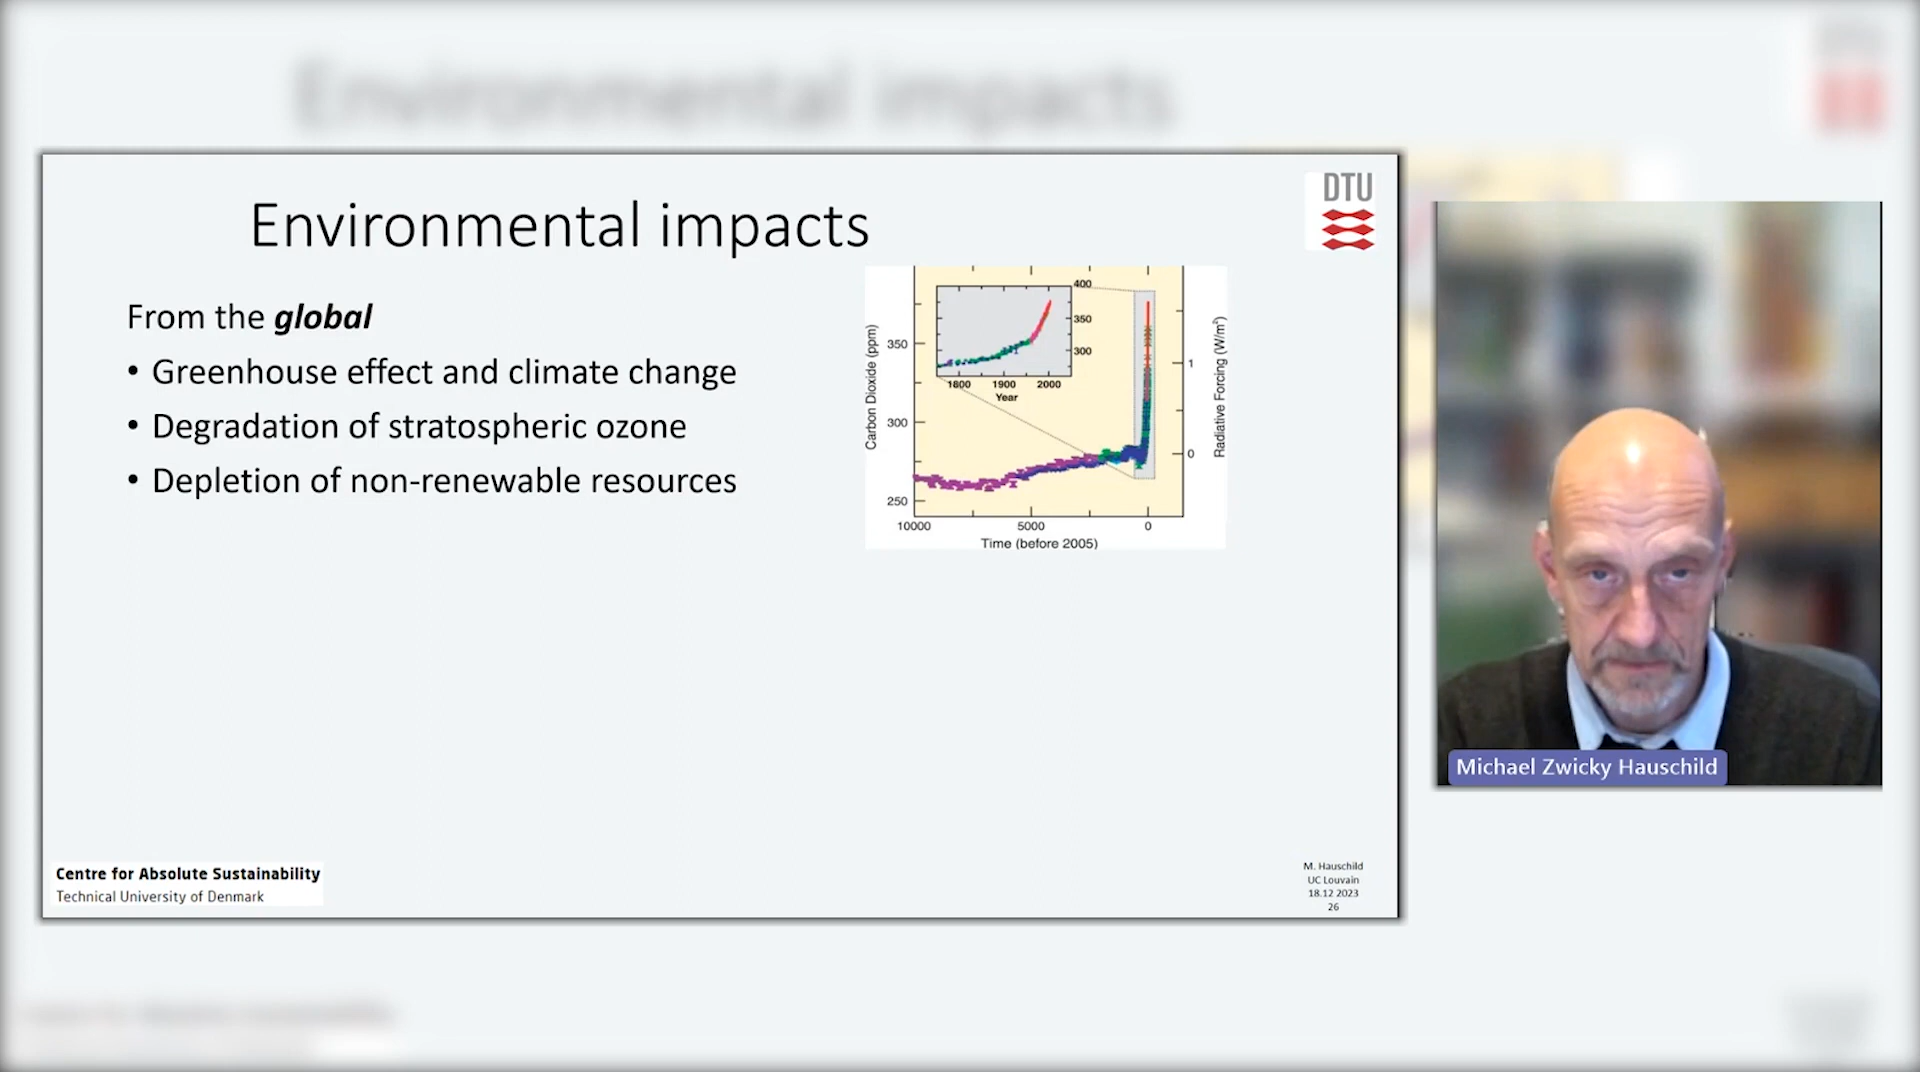 Environmental impacts
Environmental impacts
DTU
From the global
• Greenhouse effect and climate change
• Degradation of stratospheric ozone
• Depletion of non-renewable resources
Carbon Dioxide (ppm)
350
300
250
400
350
300
1800 1900 2000
Year
1
0
Radiative Forcing (W/m²)
10000 5000 0
Time (before 2005)
Michael Zwicky Hauschild
Centre for Absolute Sustainability
Technical University of Denmark
M. Hauschild
UC Louvain
18.12 2023
26